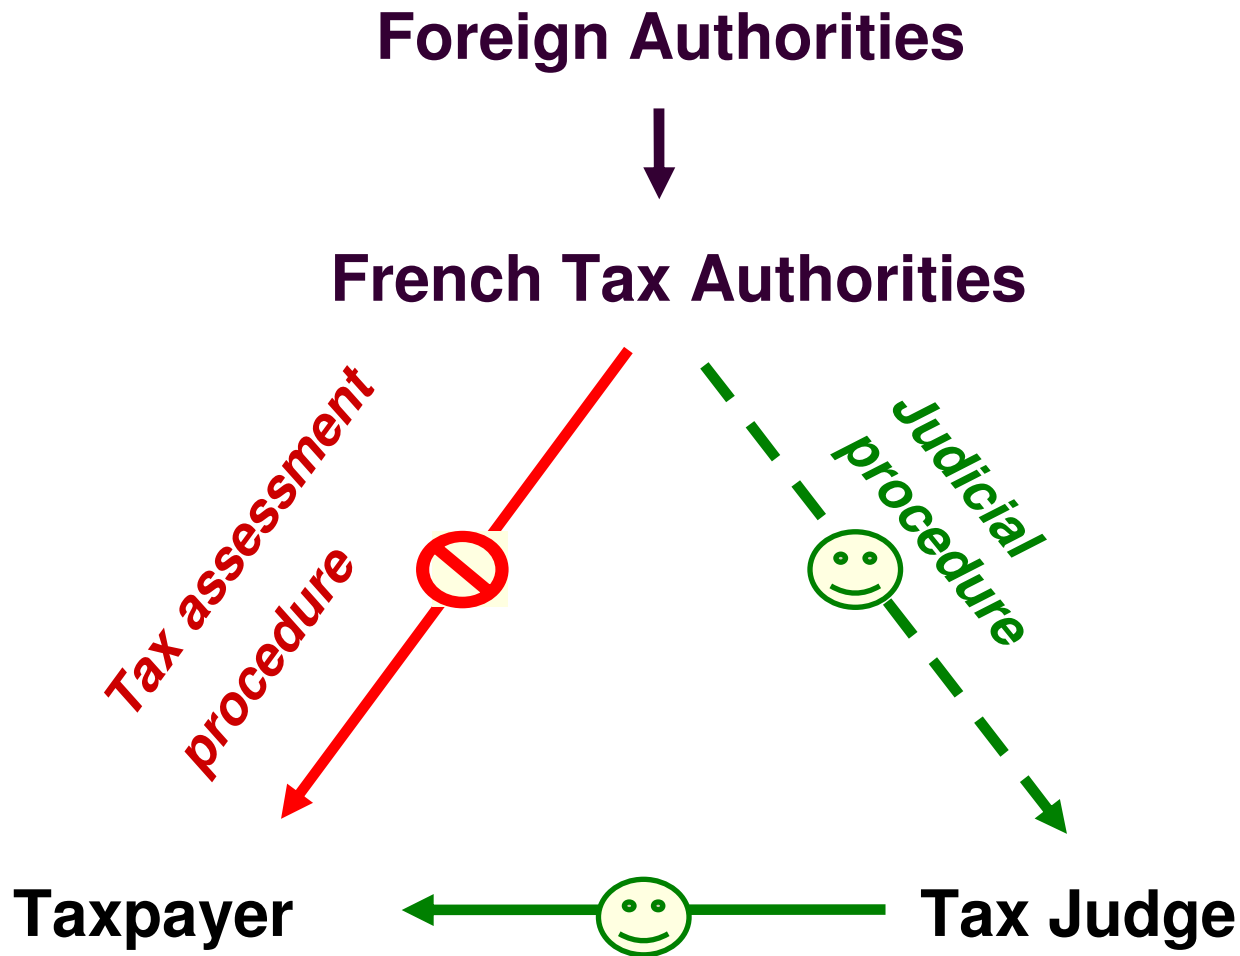 Foreign Authorities
French Tax Authorities
Tax assessment
procedure
Judicial
procedure
Taxpayer
Tax Judge